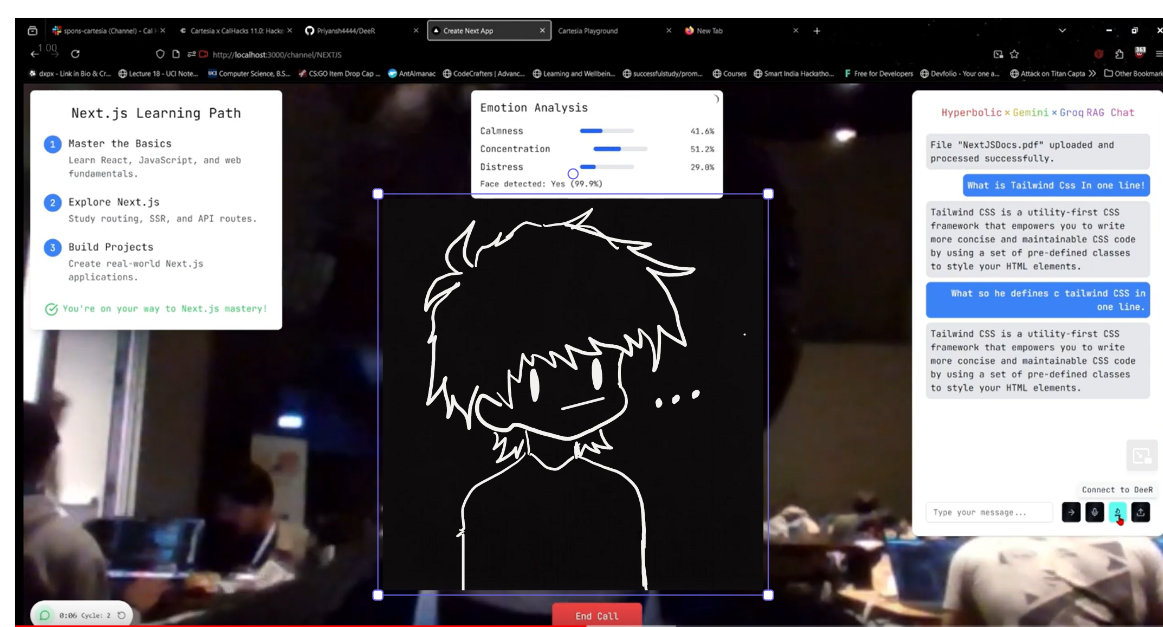 spons-cartesia (Channel) - Cal
Cartesia x CalHacks 11.0: Hacke
Priyansh4444/DeeR
Create Next App
Cartesia Playground
New Tab
1.00
http://localhost:3000/channel/NEXTJS
dxpx - Link in Bio & Cr...
Lecture 18 - UCI Note...
Computer Science, B.S...
CS:GO Item Drop Cap ...
AntAlmanac
CodeCrafters | Advanc...
Learning and Wellbein...
successfulstudy/prom...
Courses
Smart India Hackatho...
Free for Developers
Devfolio - Your one a...
Attack on Titan Capta
Other Bookmark
Next.js Learning Path
1 Master the Basics
Learn React, JavaScript, and web
fundamentals.
2 Explore Next.js
Study routing, SSR, and API routes.
3 Build Projects
Create real-world Next.js
applications.
You're on your way to Next.js mastery!
Emotion Analysis
Calmness 41.6%
Concentration 51.2%
Distress 29.0%
Face detected: Yes (99.9%)
Hyperbolic × Gemini × Groq RAG Chat
File "NextJSDocs.pdf" uploaded and
processed successfully.
What is Tailwind Css In one line!
Tailwind CSS is a utility-first CSS
framework that empowers you to write
more concise and maintainable CSS code
by using a set of pre-defined classes
to style your HTML elements.
What so he defines c tailwind CSS in
one line.
Tailwind CSS is a utility-first CSS
framework that empowers you to write
more concise and maintainable CSS code
by using a set of pre-defined classes
to style your HTML elements.
Connect to DeeR
Type your message...
0:06 Cycle: 2
End Call